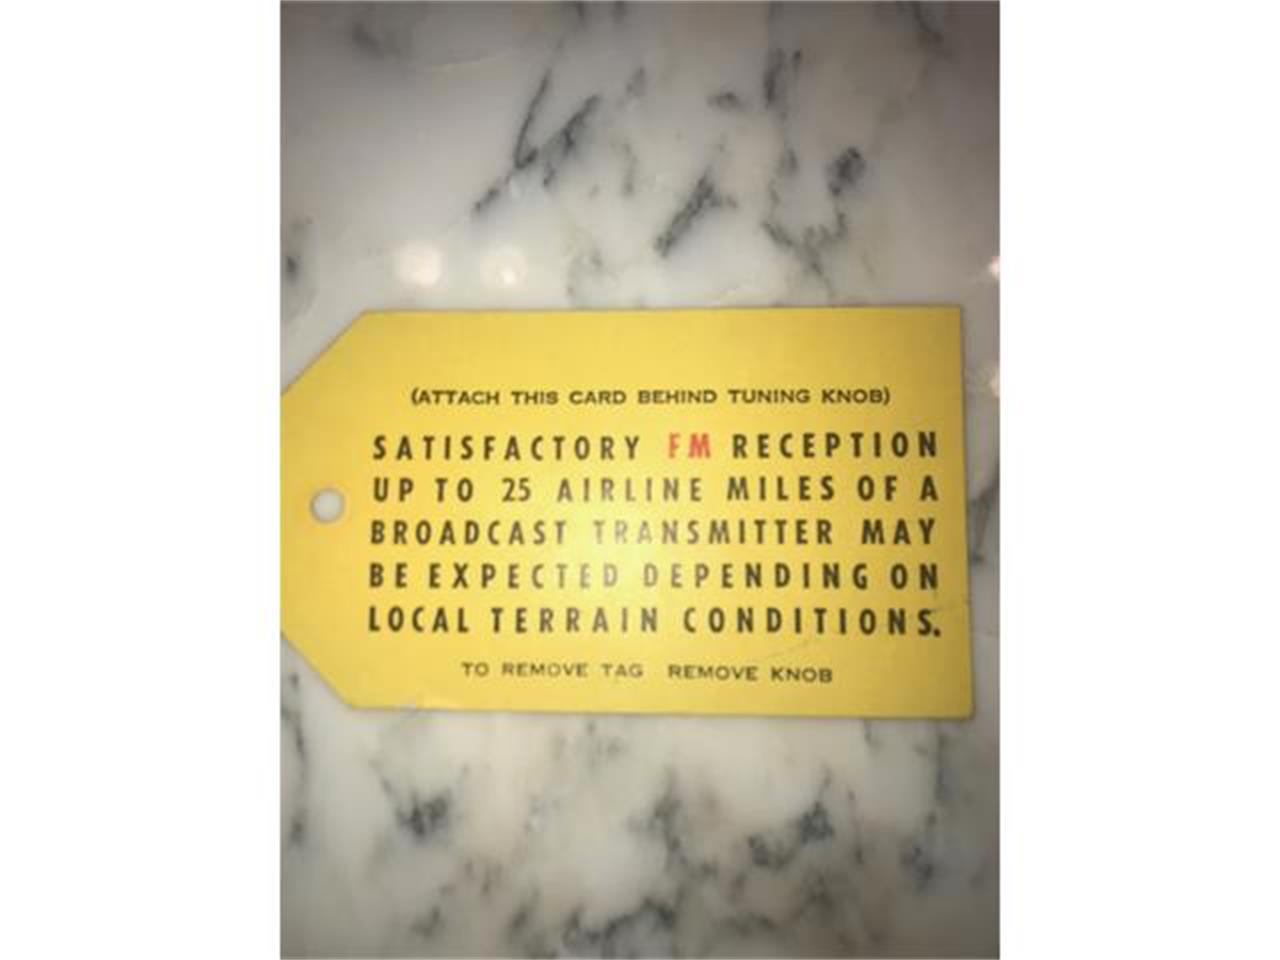 (ATTACH THIS CARD BEHIND TUNING KNOB)
SATISFACTORY FM RECEPTION
UP TO 25 AIRLINE MILES OF A
BROADCAST TRANSMITTER MAY
BE EXPECTED DEPENDING ON
LOCAL TERRAIN CONDITIONS.
TO REMOVE TAG REMOVE KNOB